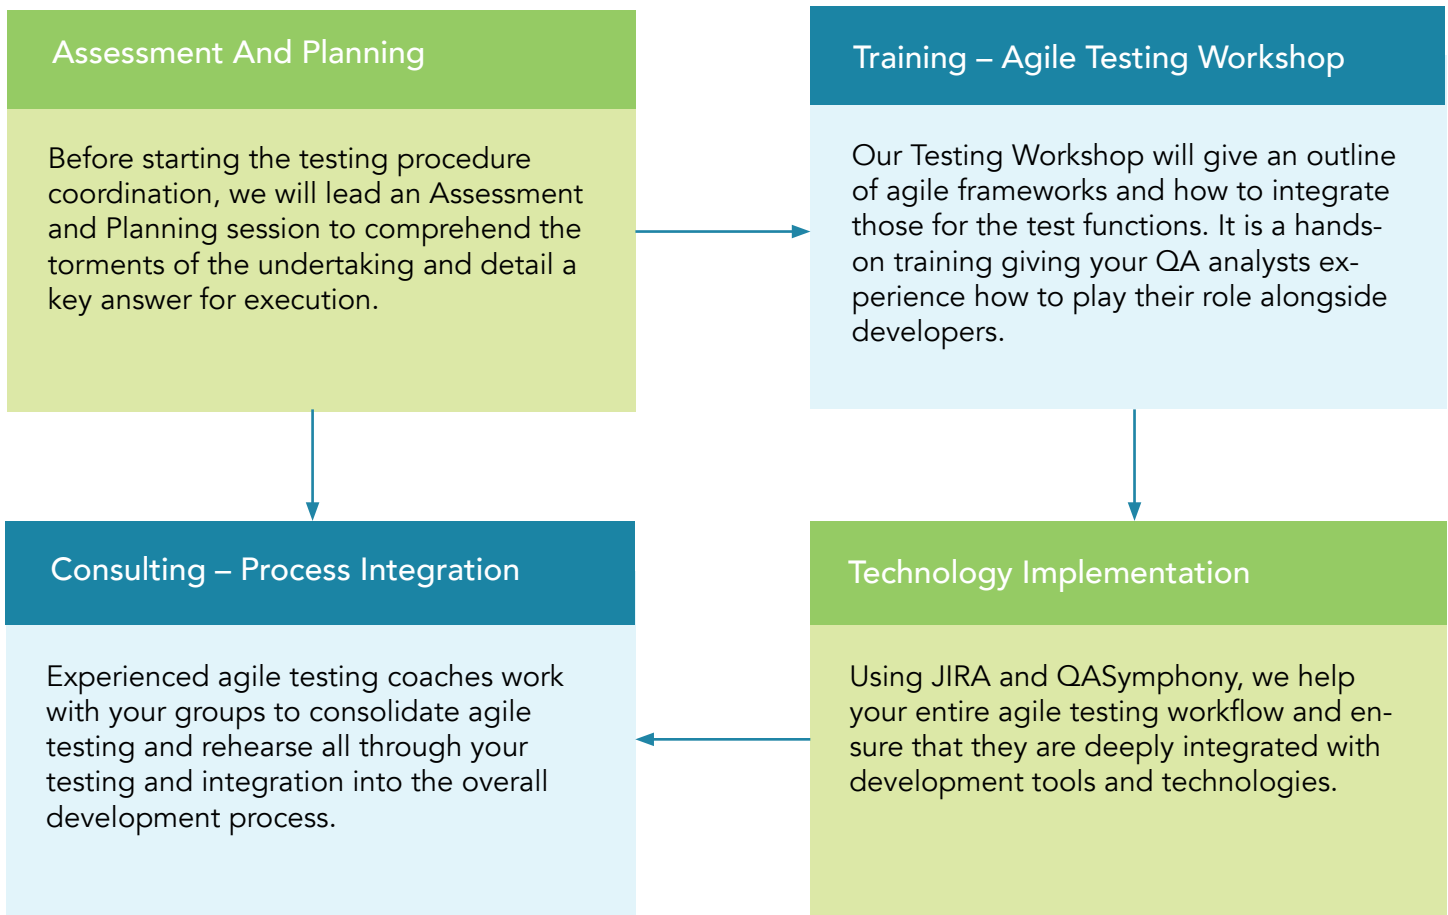 Assessment And Planning
Before starting the testing procedure
coordination, we will lead an Assessment
and Planning session to comprehend the
torments of the undertaking and detail a
key answer for execution.
Training – Agile Testing Workshop
Our Testing Workshop will give an outline
of agile frameworks and how to integrate
those for the test functions. It is a hands-
on training giving your QA analysts ex-
perience how to play their role alongside
developers.
Consulting – Process Integration
Experienced agile testing coaches work
with your groups to consolidate agile
testing and rehearse all through your
testing and integration into the overall
development process.
Technology Implementation
Using JIRA and QASymphony, we help
your entire agile testing workflow and en-
sure that they are deeply integrated with
development tools and technologies.